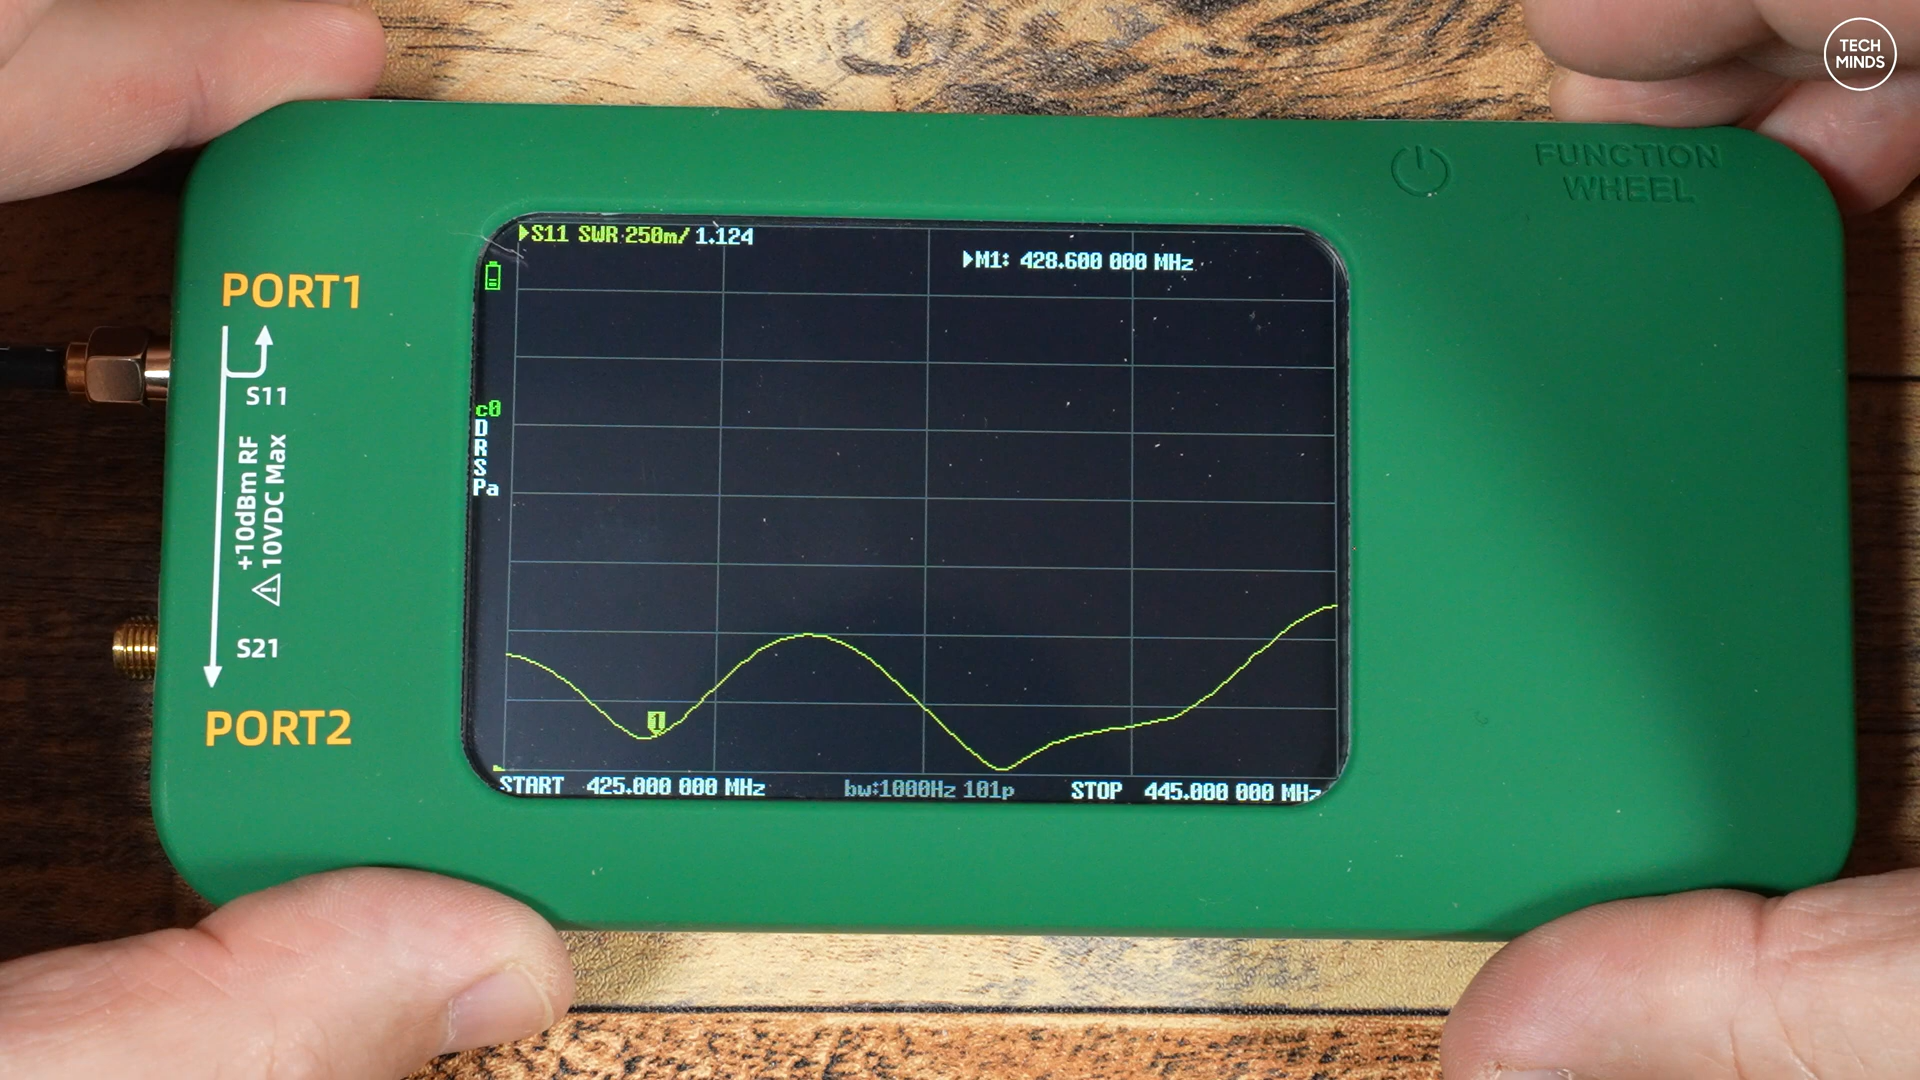 TECH
MINDS
FUNCTION
WHEEL
S11 SWR 250m/ 1.124
M1: 428.600 000 MHz
PORT1
S11
+10dBm RF
10VDC Max
S21
PORT2
c0
D
R
S
Pa
1
START 425.000 000 MHz
bw:1000Hz 101p
STOP 445.000 000 MHz